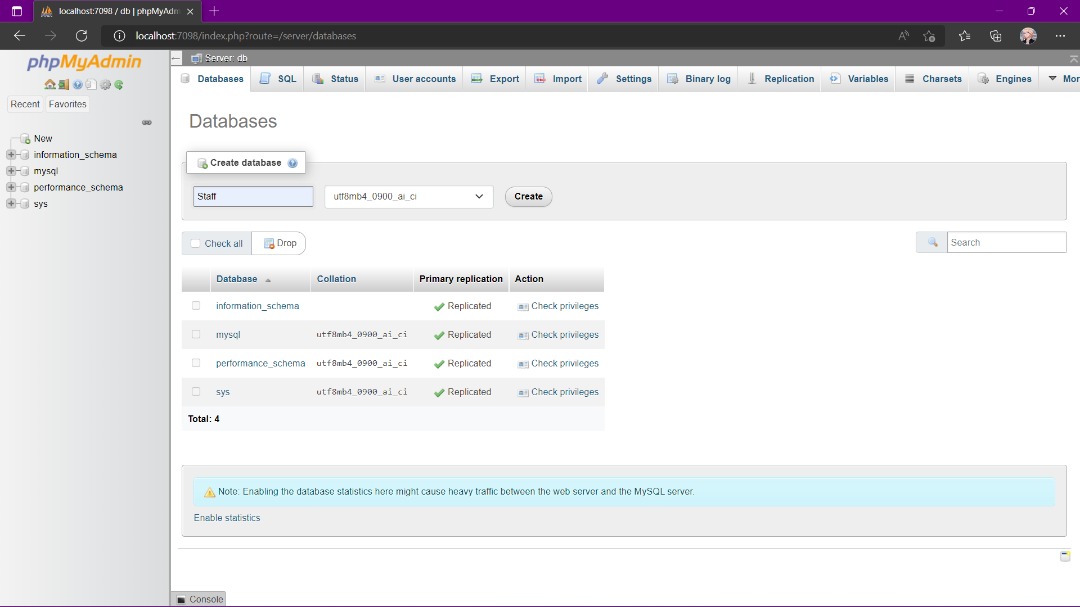 localhost:7098 / db | phpMyAdm
localhost:7098/index.php?route=/server/databases
phpMyAdmin
Recent Favorites
New
information_schema
mysql
performance_schema
sys
Server: db
Databases SQL Status User accounts Export Import Settings Binary log Replication Variables Charsets Engines Mor
Databases
Create database
Staff utf8mb4_0900_ai_ci Create
Check all Drop Search
Database Collation Primary replication Action
information_schema Replicated Check privileges
mysql utf8mb4_0900_ai_ci Replicated Check privileges
performance_schema utf8mb4_0900_ai_ci Replicated Check privileges
sys utf8mb4_0900_ai_ci Replicated Check privileges
Total: 4
Note: Enabling the database statistics here might cause heavy traffic between the web server and the MySQL server.
Enable statistics
Console